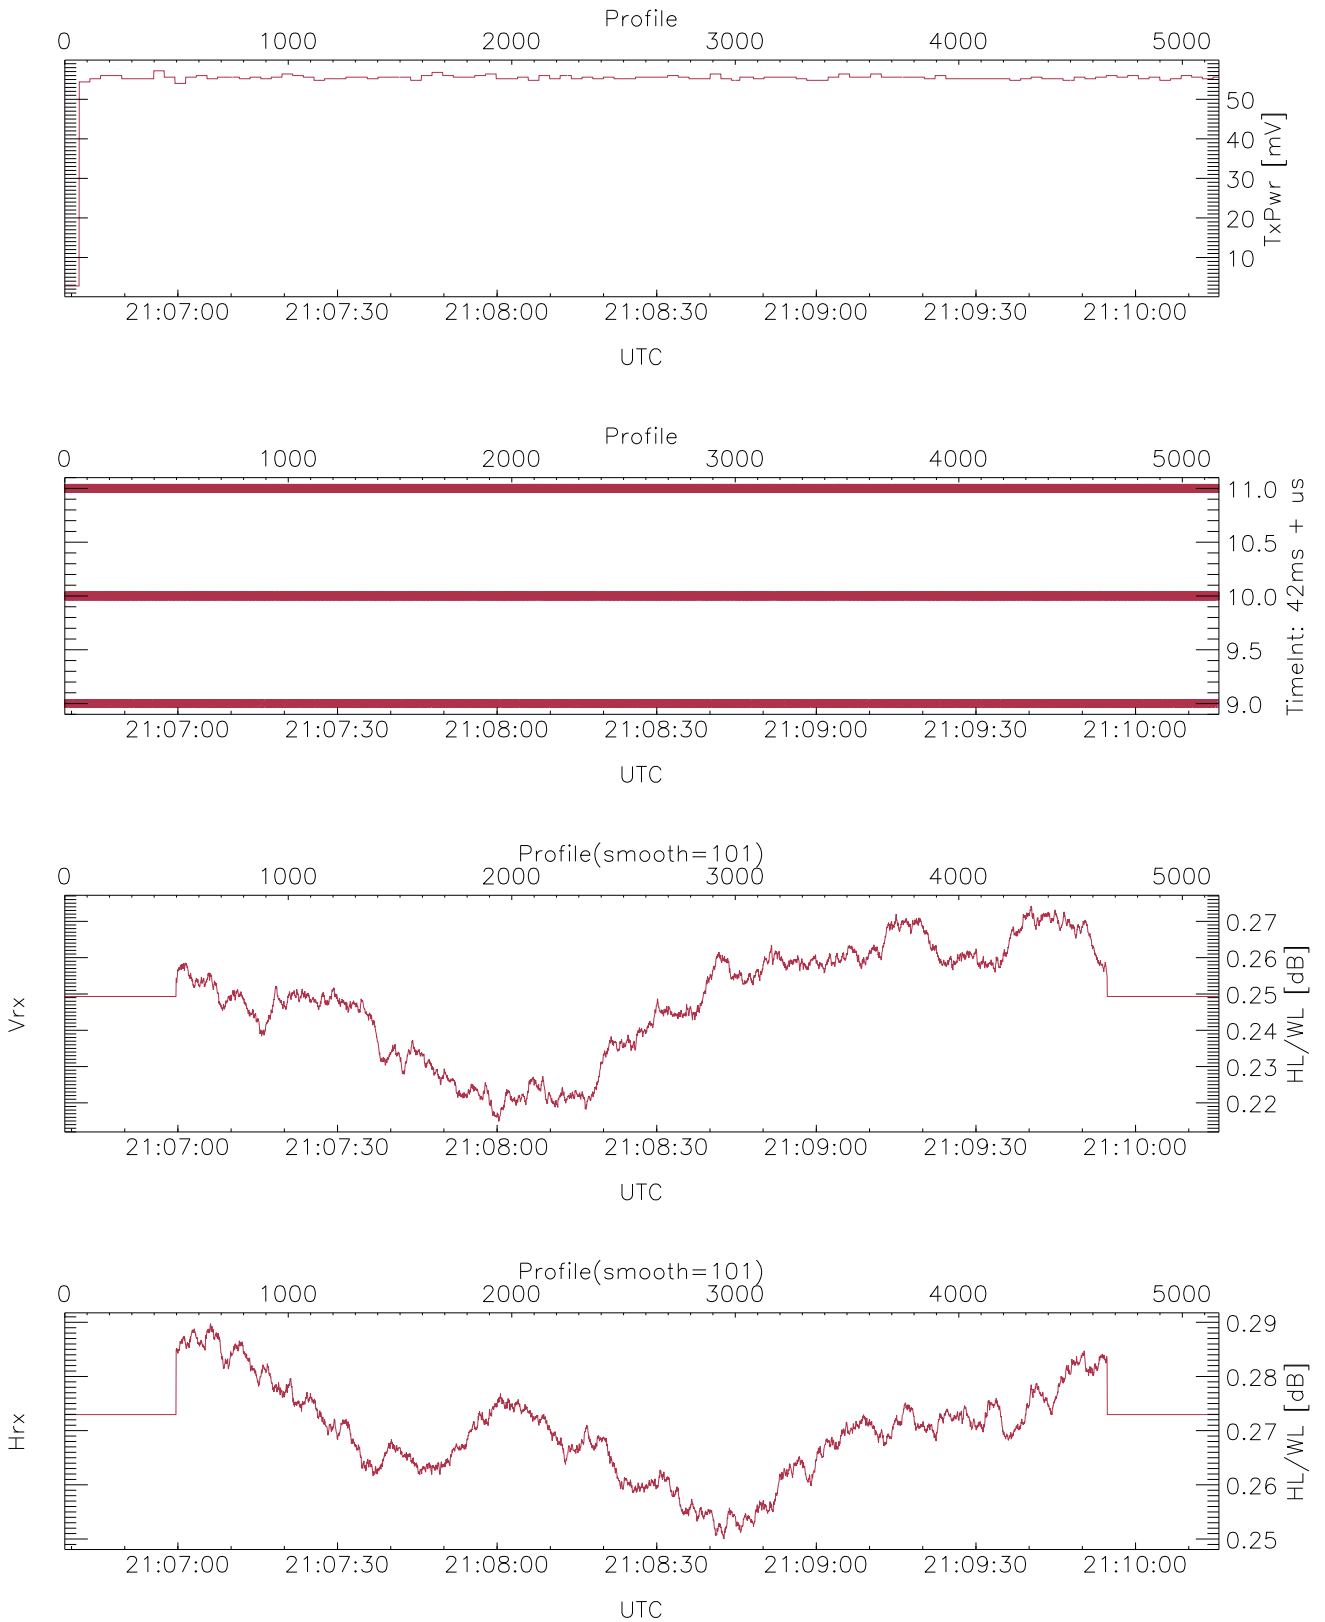 Profile
0 1000 2000 3000 4000 5000
50
40
30
20
10
TxPwr [mV]
21:07:00 21:07:30 21:08:00 21:08:30 21:09:00 21:09:30 21:10:00
UTC
Profile
0 1000 2000 3000 4000 5000
11.0
10.5
10.0
9.5
9.0
TimeInt: 42ms + us
21:07:00 21:07:30 21:08:00 21:08:30 21:09:00 21:09:30 21:10:00
UTC
Profile(smooth=101)
0 1000 2000 3000 4000 5000
Vrx
0.27
0.26
0.25
0.24
0.23
0.22
HL/WL [dB]
21:07:00 21:07:30 21:08:00 21:08:30 21:09:00 21:09:30 21:10:00
UTC
Profile(smooth=101)
0 1000 2000 3000 4000 5000
Hrx
0.29
0.28
0.27
0.26
0.25
HL/WL [dB]
21:07:00 21:07:30 21:08:00 21:08:30 21:09:00 21:09:30 21:10:00
UTC